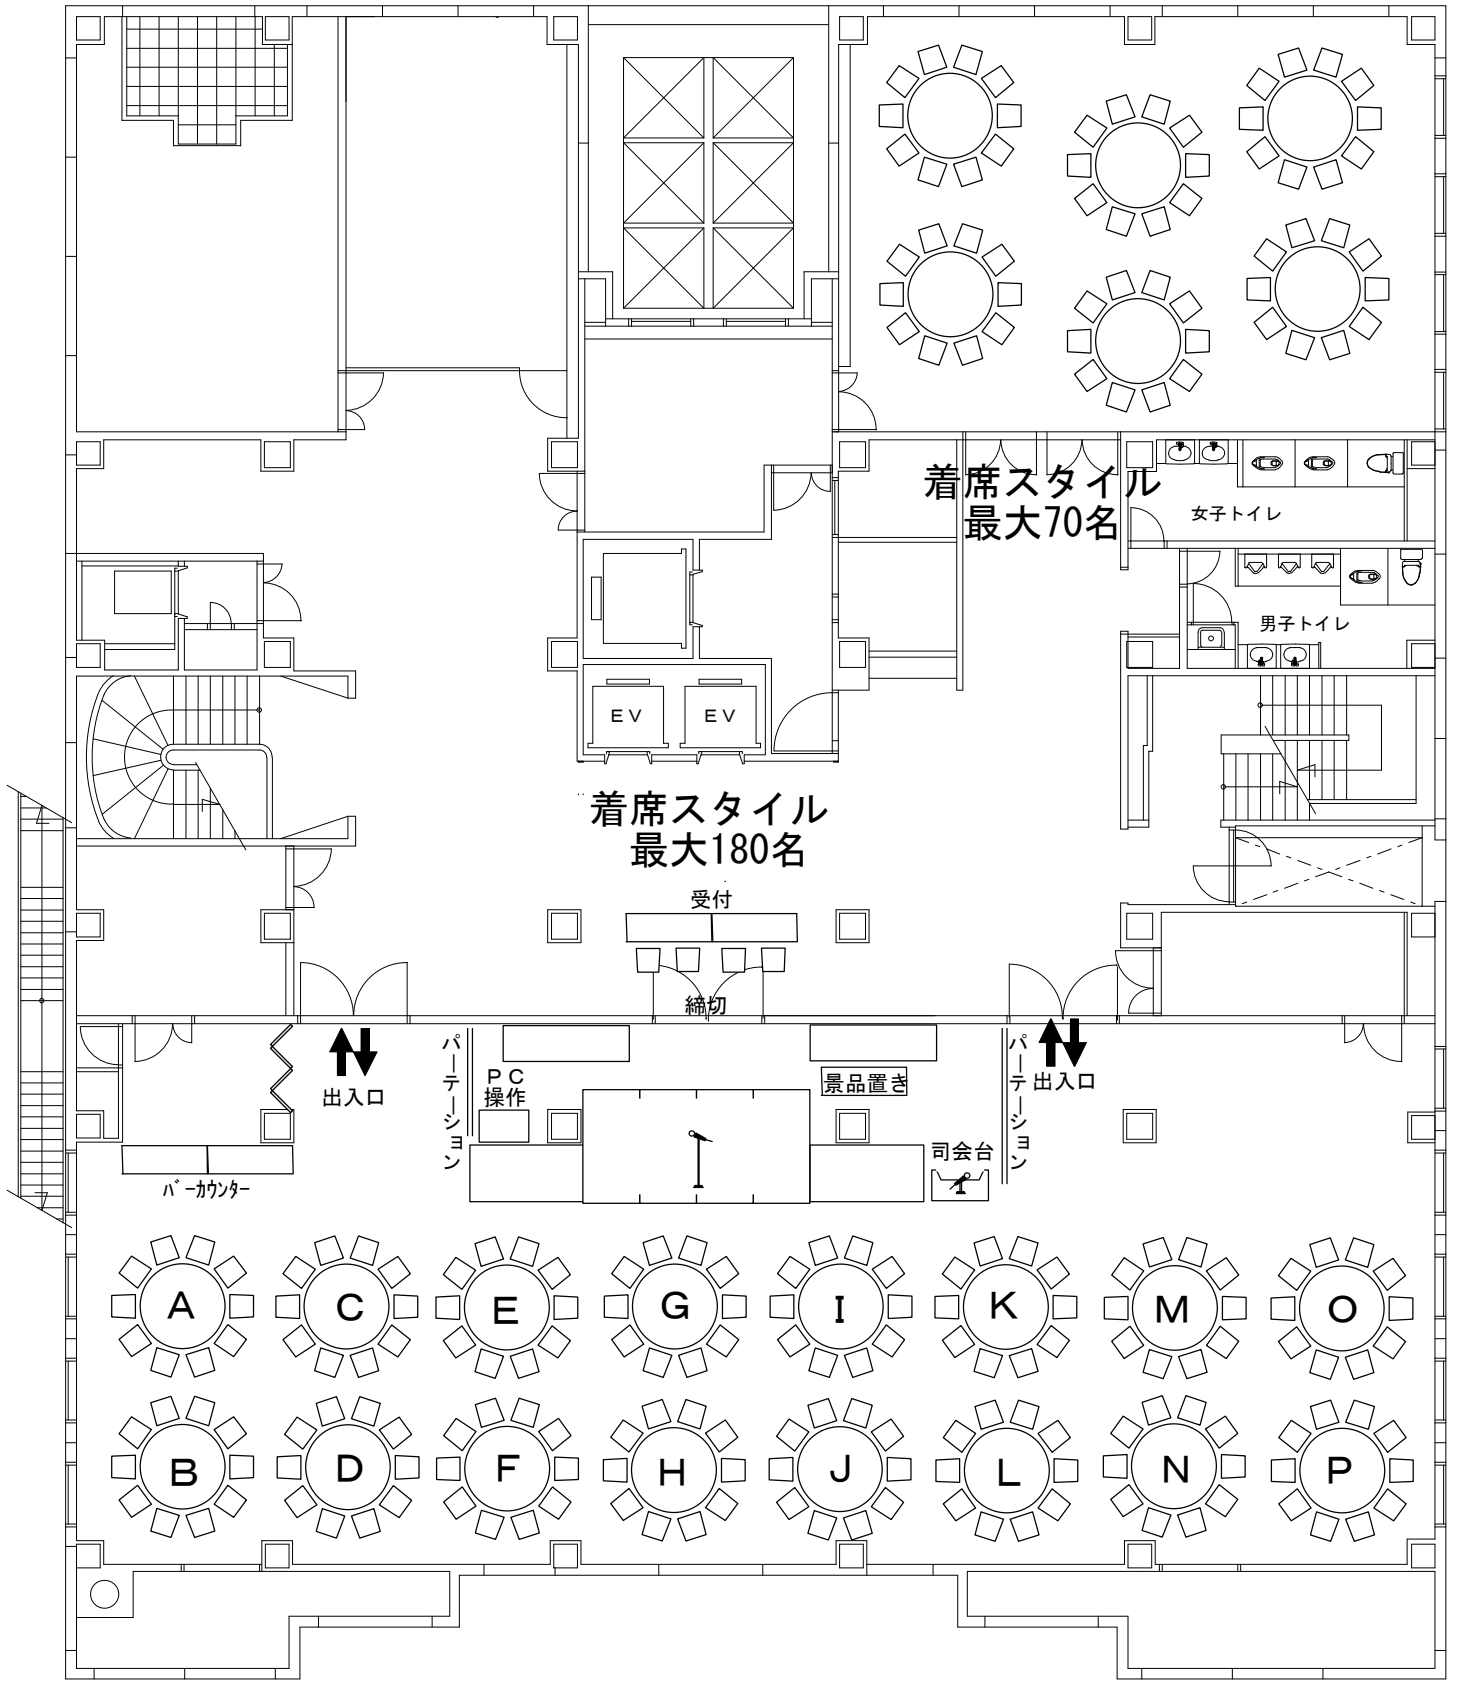 着席スタイル
最大70名
女子トイレ
男子トイレ
EV
EV
着席スタイル
最大180名
受付
締切
出入口
パーテーション
PC
操作
景品置き
司会台
パーテーション
出入口
バーカウンター
A
C
E
G
I
K
M
O
B
D
F
H
J
L
N
P